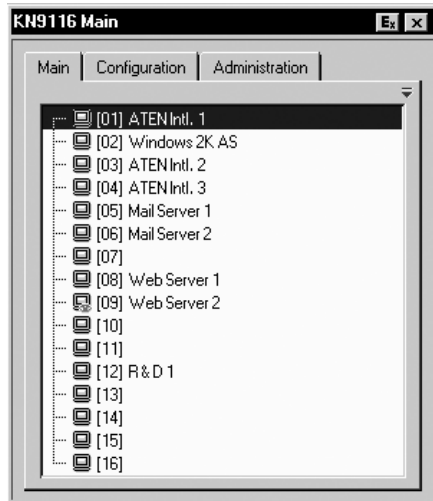 KN9116 Main
Ex
Main Configuration Administration
[01] ATEN Intl. 1
[02] Windows 2K AS
[03] ATEN Intl. 2
[04] ATEN Intl. 3
[05] Mail Server 1
[06] Mail Server 2
[07]
[08] Web Server 1
[09] Web Server 2
[10]
[11]
[12] R & D 1
[13]
[14]
[15]
[16]